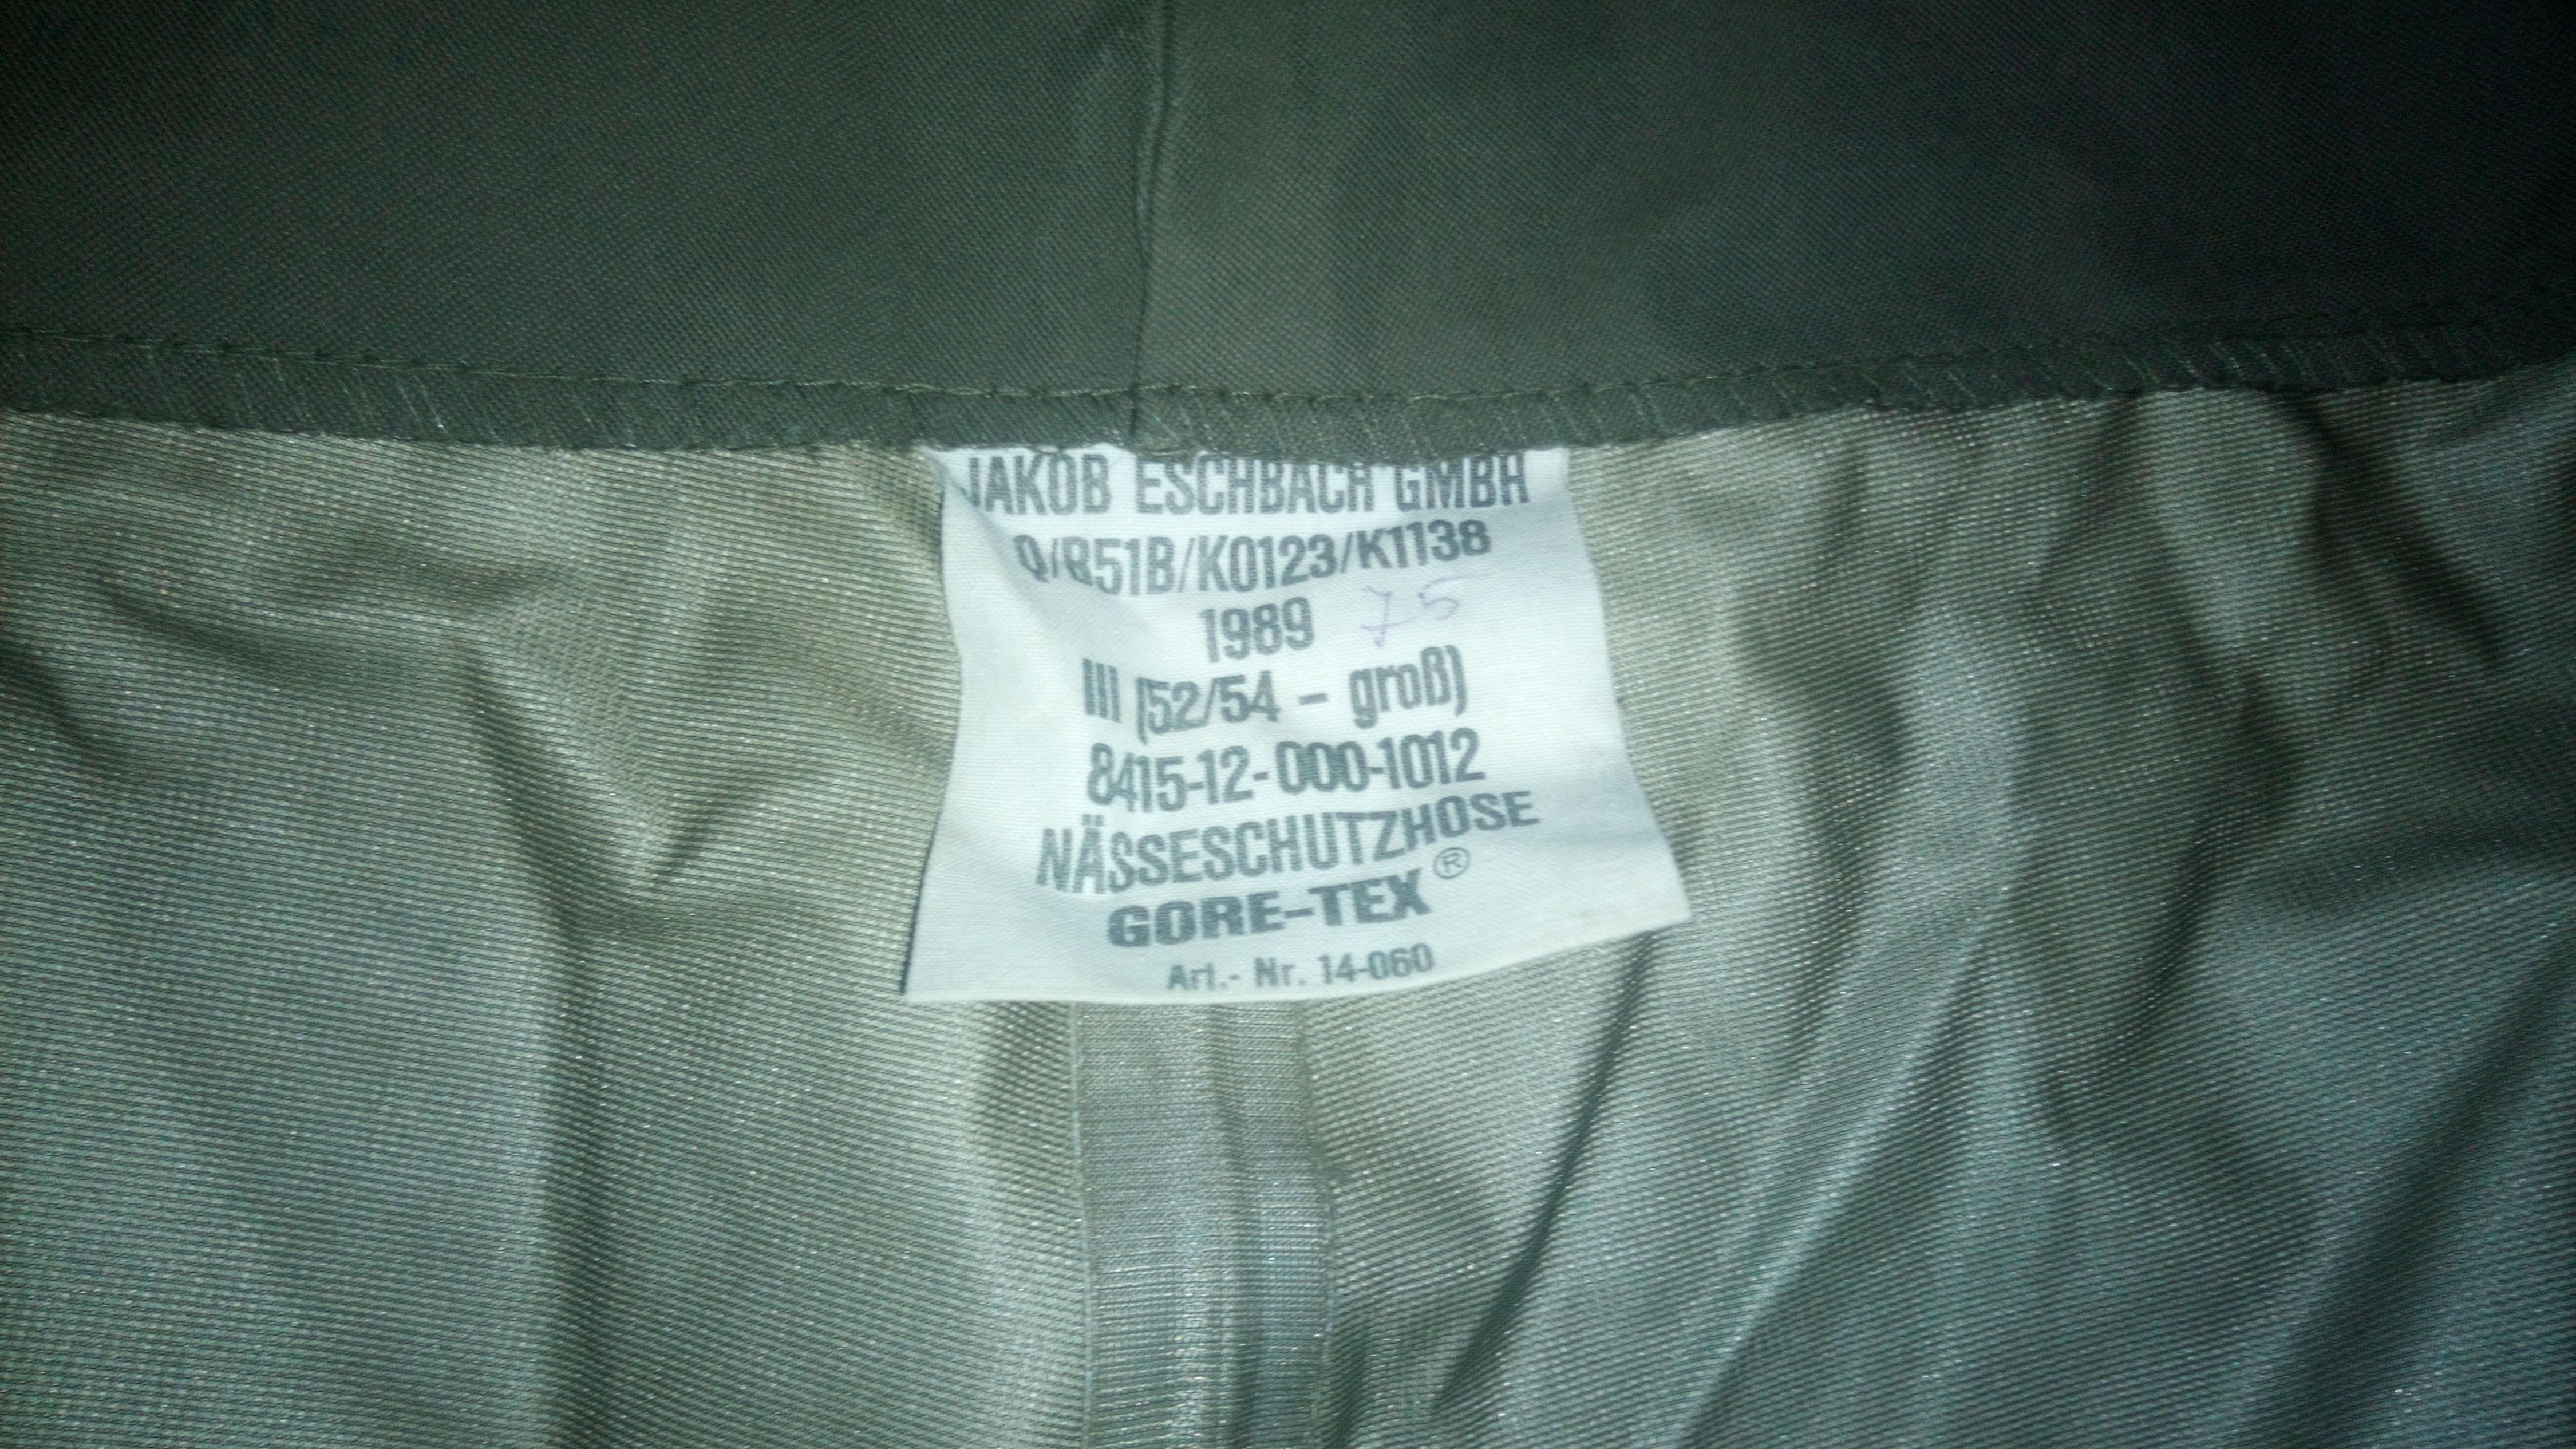 JAKOB ESCHBACH GMBH
Q/R51B/K0123/K1138
1989 75
III (52/54 – groß)
8415-12-000-1012
NÄSSESCHUTZHOSE
GORE-TEX®
Art.- Nr. 14-060